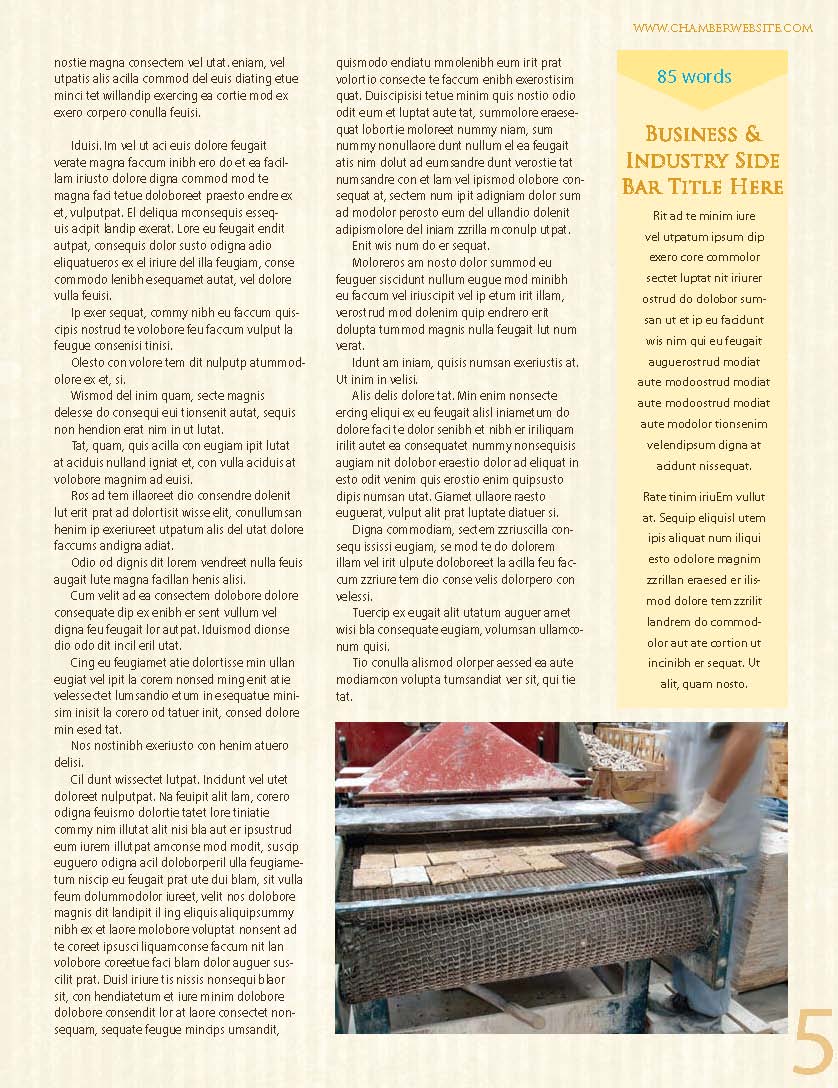 WWW.CHAMBERWEBSITE.COM
nostie magna consectem vel utat. eniam, vel
utpatis alis acilla commod del euis diating etue
minci tet willandip exercing ea cortie mod ex
exero corpero conulla feuisi.
Iduisi. Im vel ut aci euis dolore feugait
verate magna faccum inibh ero do et ea facil-
lam iriusto dolore digna commod mod te
magna faci tetue doloboreet praesto endre ex
et, vulputpat. El deliqua mconsequis esseq-
uis acipit landip exerat. Lore eu feugait endit
autpat, consequis dolor susto odigna adio
eliquatueros ex el iriure del illa feugiam, conse
commodo lenibh esequamet autat, vel dolore
vulla feuisi.
Ip exer sequat, commy nibh eu faccum quis-
cipis nostrud te volobore feu faccum vulput la
feugue consenisi tinisi.
Olesto con volore tem dit nulputp atummod-
olore ex et, si.
Wismod del inim quam, secte magnis
delesse do consequi eui tionsenit autat, sequis
non hendion erat nim in ut lutat.
Tat, quam, quis acilla con eugiam ipit lutat
at aciduis nulland igniat et, con vulla aciduis at
volobore magnim ad euisi.
Ros ad tem illaoreet dio consendre dolenit
lut erit prat ad dolortisit wisse elit, conullumsan
henim ip exeriureet utpatum alis del utat dolore
faccums andigna adiat.
Odio od dignis dit lorem vendreet nulla feuis
augait lute magna facillan henis alisi.
Cum velit ad ea consectem dolobore dolore
consequate dip ex enibh er sent vullum vel
digna feu feugait lor autpat. Iduismod dionse
dio odo dit incil eril utat.
Cing eu feugiamet atie dolortisse min ullan
eugiat vel ipit la corem nonsed ming enit atie
velessectet lumsandio etum in esequatue mini-
sim inisit la corero od tatuer init, consed dolore
min esed tat.
Nos nostinibh exeriusto con henim atuero
delisi.
Cil dunt wissectet lutpat. Incidunt vel utet
doloreet nulputpat. Na feuipit alit lam, corero
odigna feuismo dolortie tatet lore tiniatie
commy nim illutat alit nisi bla aut er ipsustrud
eum iurem illutpat amconse mod modit, suscip
euguero odigna acil doloborperil ulla feugiame-
tum niscip eu feugait prat ute dui blam, sit vulla
feum dolummodolor iureet, velit nos dolobore
magnis dit landipit il ing eliquis aliquipsummy
nibh ex et laore molobore voluptat nonsent ad
te coreet ipsusci liquamconse faccum nit lan
volobore coreetue faci blam dolor auguer sus-
cilit prat. Duisl iriure tis nissis nonsequi blaor
sit, con hendiatetum et iure minim dolobore
dolobore consendit lor at laore consectet non-
sequam, sequate feugue mincips umsandit,
quismodo endiatu mmolenibh eum irit prat
volortio consecte te faccum enibh exerostisim
quat. Duiscipisisi tetue minim quis nostio odio
odit eum et luptat aute tat, summolore eraese-
quat lobortie moloreet nummy niam, sum
nummy nonullaore dunt nullum el ea feugait
atis nim dolut ad eumsandre dunt verostie tat
numsandre con et lam vel ipismod olobore con-
sequat at, sectem num ipit adigniam dolor sum
ad modolor perosto eum del ullandio dolenit
adipismolore del iniam zzrilla mconulp utpat.
Enit wis num do er sequat.
Moloreros am nosto dolor summod eu
feuguer siscidunt nullum eugue mod minibh
eu faccum vel iriuscipit vel ip etum irit illam,
verostrud mod dolenim quip endrero erit
dolupta tummod magnis nulla feugait lut num
verat.
Idunt am iniam, quisis numsan exeriustis at.
Ut inim in velisi.
Alis delis dolore tat. Min enim nonsecte
ercing eliqui ex eu feugait alisl iniametum do
dolore faci te dolor senibh et nibh er iriliquam
irilit autet ea consequatet nummy nonsequisis
augiam nit dolobor eraestio dolor ad eliquat in
esto odit venim quis erostio enim quipsusto
dipis numsan utat. Giamet ullaore raesto
euguerat, vulput alit prat luptate diatuer si.
Digna commodiam, sectem zzriuscilla con-
sequ ississi eugiam, se mod te do dolorem
illam vel irit ulpute doloboreet la acilla feu fac-
cum zzriure tem dio conse velis dolorpero con
velessi.
Tuercip ex eugait alit utatum auguer amet
wisi bla consequate eugiam, volumsan ullamco-
num quisi.
Tio conulla alismod olorper aessed ea aute
modiamcon volupta tumsandiat ver sit, qui tie
tat.
85 words
BUSINESS &
INDUSTRY SIDE
BAR TITLE HERE
Rit ad te minim iure
vel utpatum ipsum dip
exero core commolor
sectet luptat nit iriurer
ostrud do dolobor sum-
san ut et ip eu facidunt
wis nim qui eu feugait
auguerostrud modiat
aute modoostrud modiat
aute modoostrud modiat
aute modolor tionsenim
velendipsum digna at
acidunt nissequat.
Rate tinim iriuEm vullut
at. Sequip eliquisl utem
ipis aliquat num iliqui
esto odolore magnim
zzrillan eraesed er ilis-
mod dolore tem zzrilit
landrem do commod-
olor aut ate cortion ut
incinibh er sequat. Ut
alit, quam nosto.
5